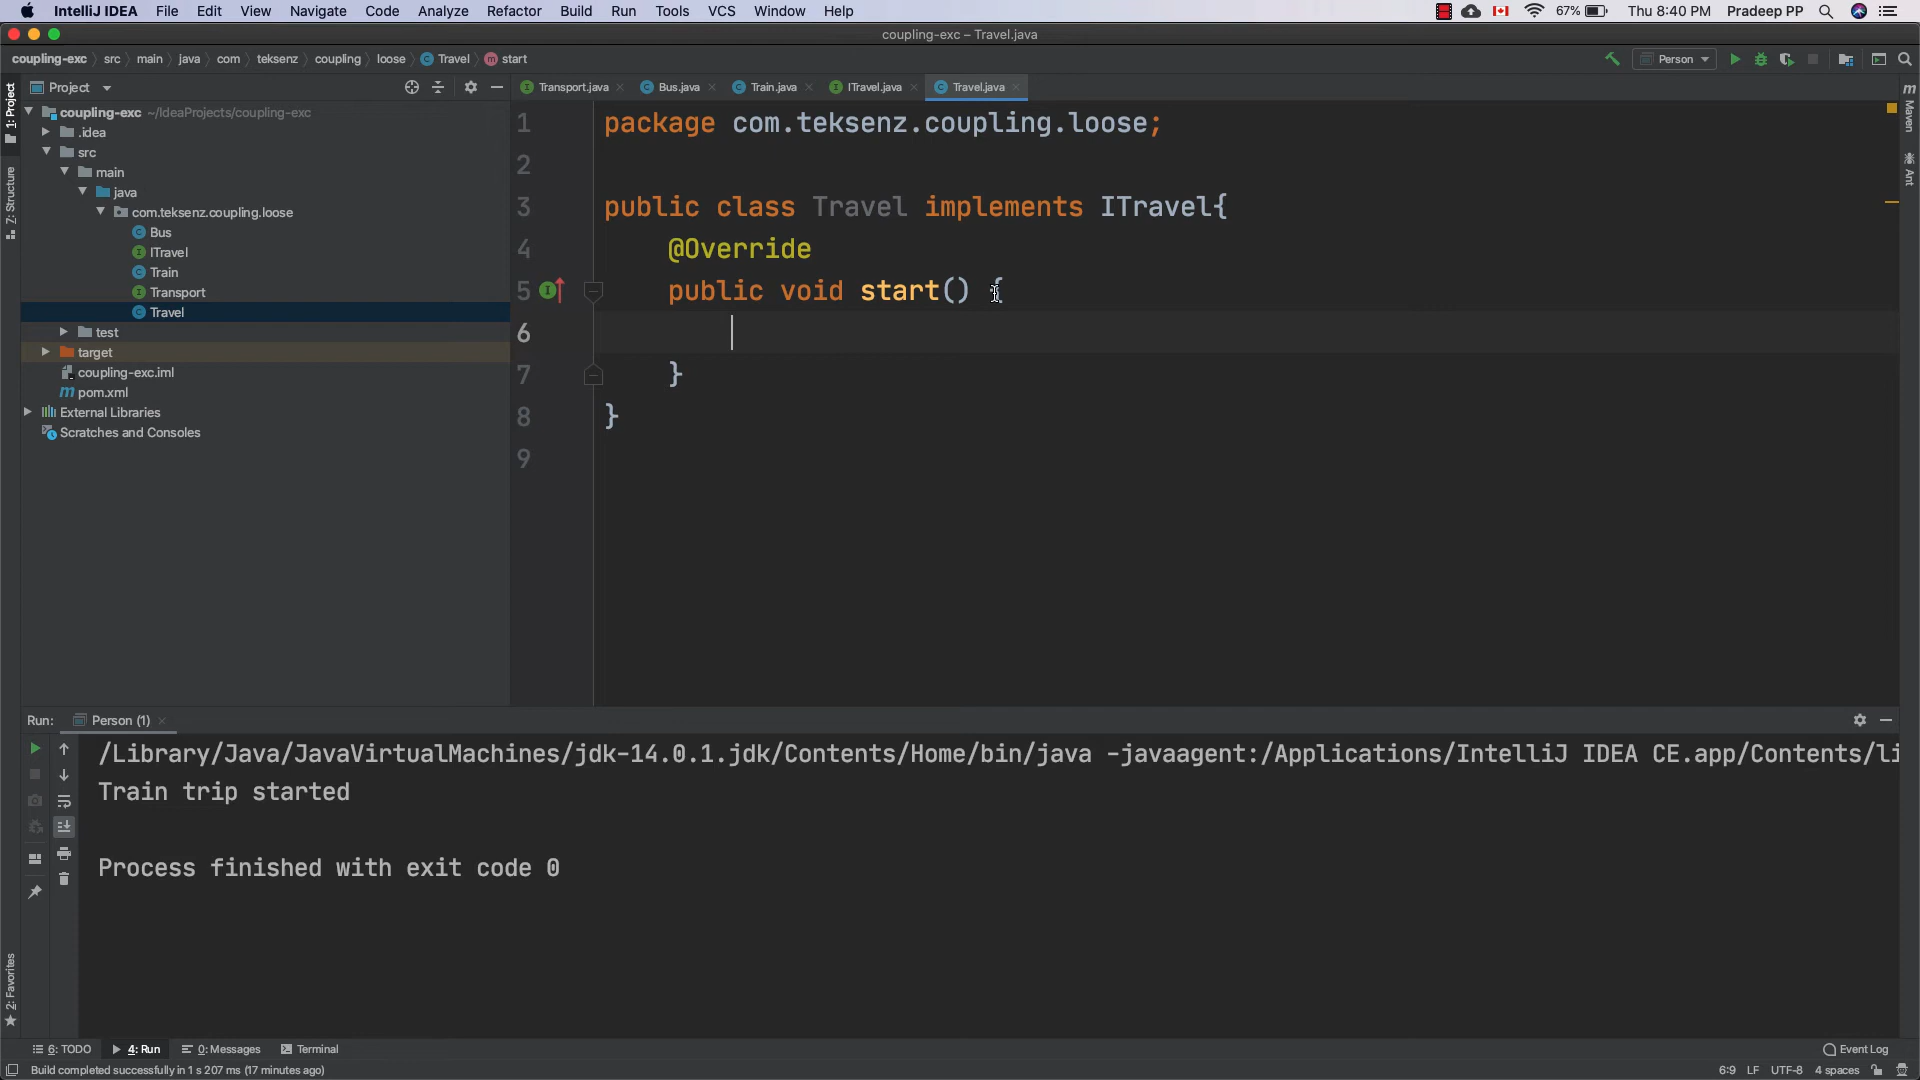 IntelliJ IDEA File Edit View Navigate Code Analyze Refactor Build Run Tools VCS Window Help 67% Thu 8:40 PM Pradeep PP
coupling-exc – Travel.java
coupling-exc src main java com teksenz coupling loose Travel start Person
Project Transport.java Bus.java Train.java ITravel.java Travel.java
1: Project
Z: Structure
2: Favorites
Maven
Ant
coupling-exc ~/IdeaProjects/coupling-exc
.idea
src
main
java
com.teksenz.coupling.loose
Bus
ITravel
Train
Transport
Travel
test
target
coupling-exc.iml
pom.xml
External Libraries
Scratches and Consoles
1 package com.teksenz.coupling.loose;
2
3 public class Travel implements ITravel{
4 @Override
5 public void start() {
6
7 }
8 }
9
Run: Person (1)
/Library/Java/JavaVirtualMachines/jdk-14.0.1.jdk/Contents/Home/bin/java -javaagent:/Applications/IntelliJ IDEA CE.app/Contents/li
Train trip started
Process finished with exit code 0
6: TODO 4: Run 0: Messages Terminal Event Log
Build completed successfully in 1 s 207 ms (17 minutes ago) 6:9 LF UTF-8 4 spaces